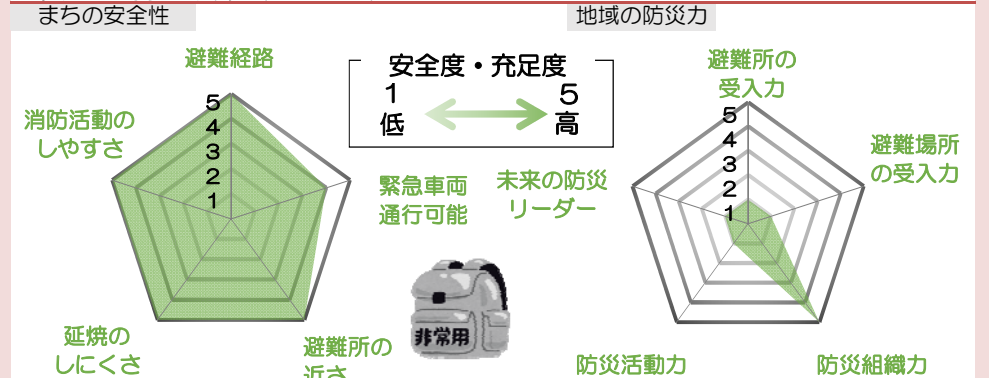 まちの安全性
地域の防災力
避難経路
安全度・充足度
1
5
低
高
避難所の
受入力
消防活動の
しやすさ
5
4
3
2
1
緊急車両
通行可能
未来の防災
リーダー
5
4
3
2
1
避難場所
の受入力
非常用
延焼の
しにくさ
避難所の
近さ
防災活動力
防災組織力